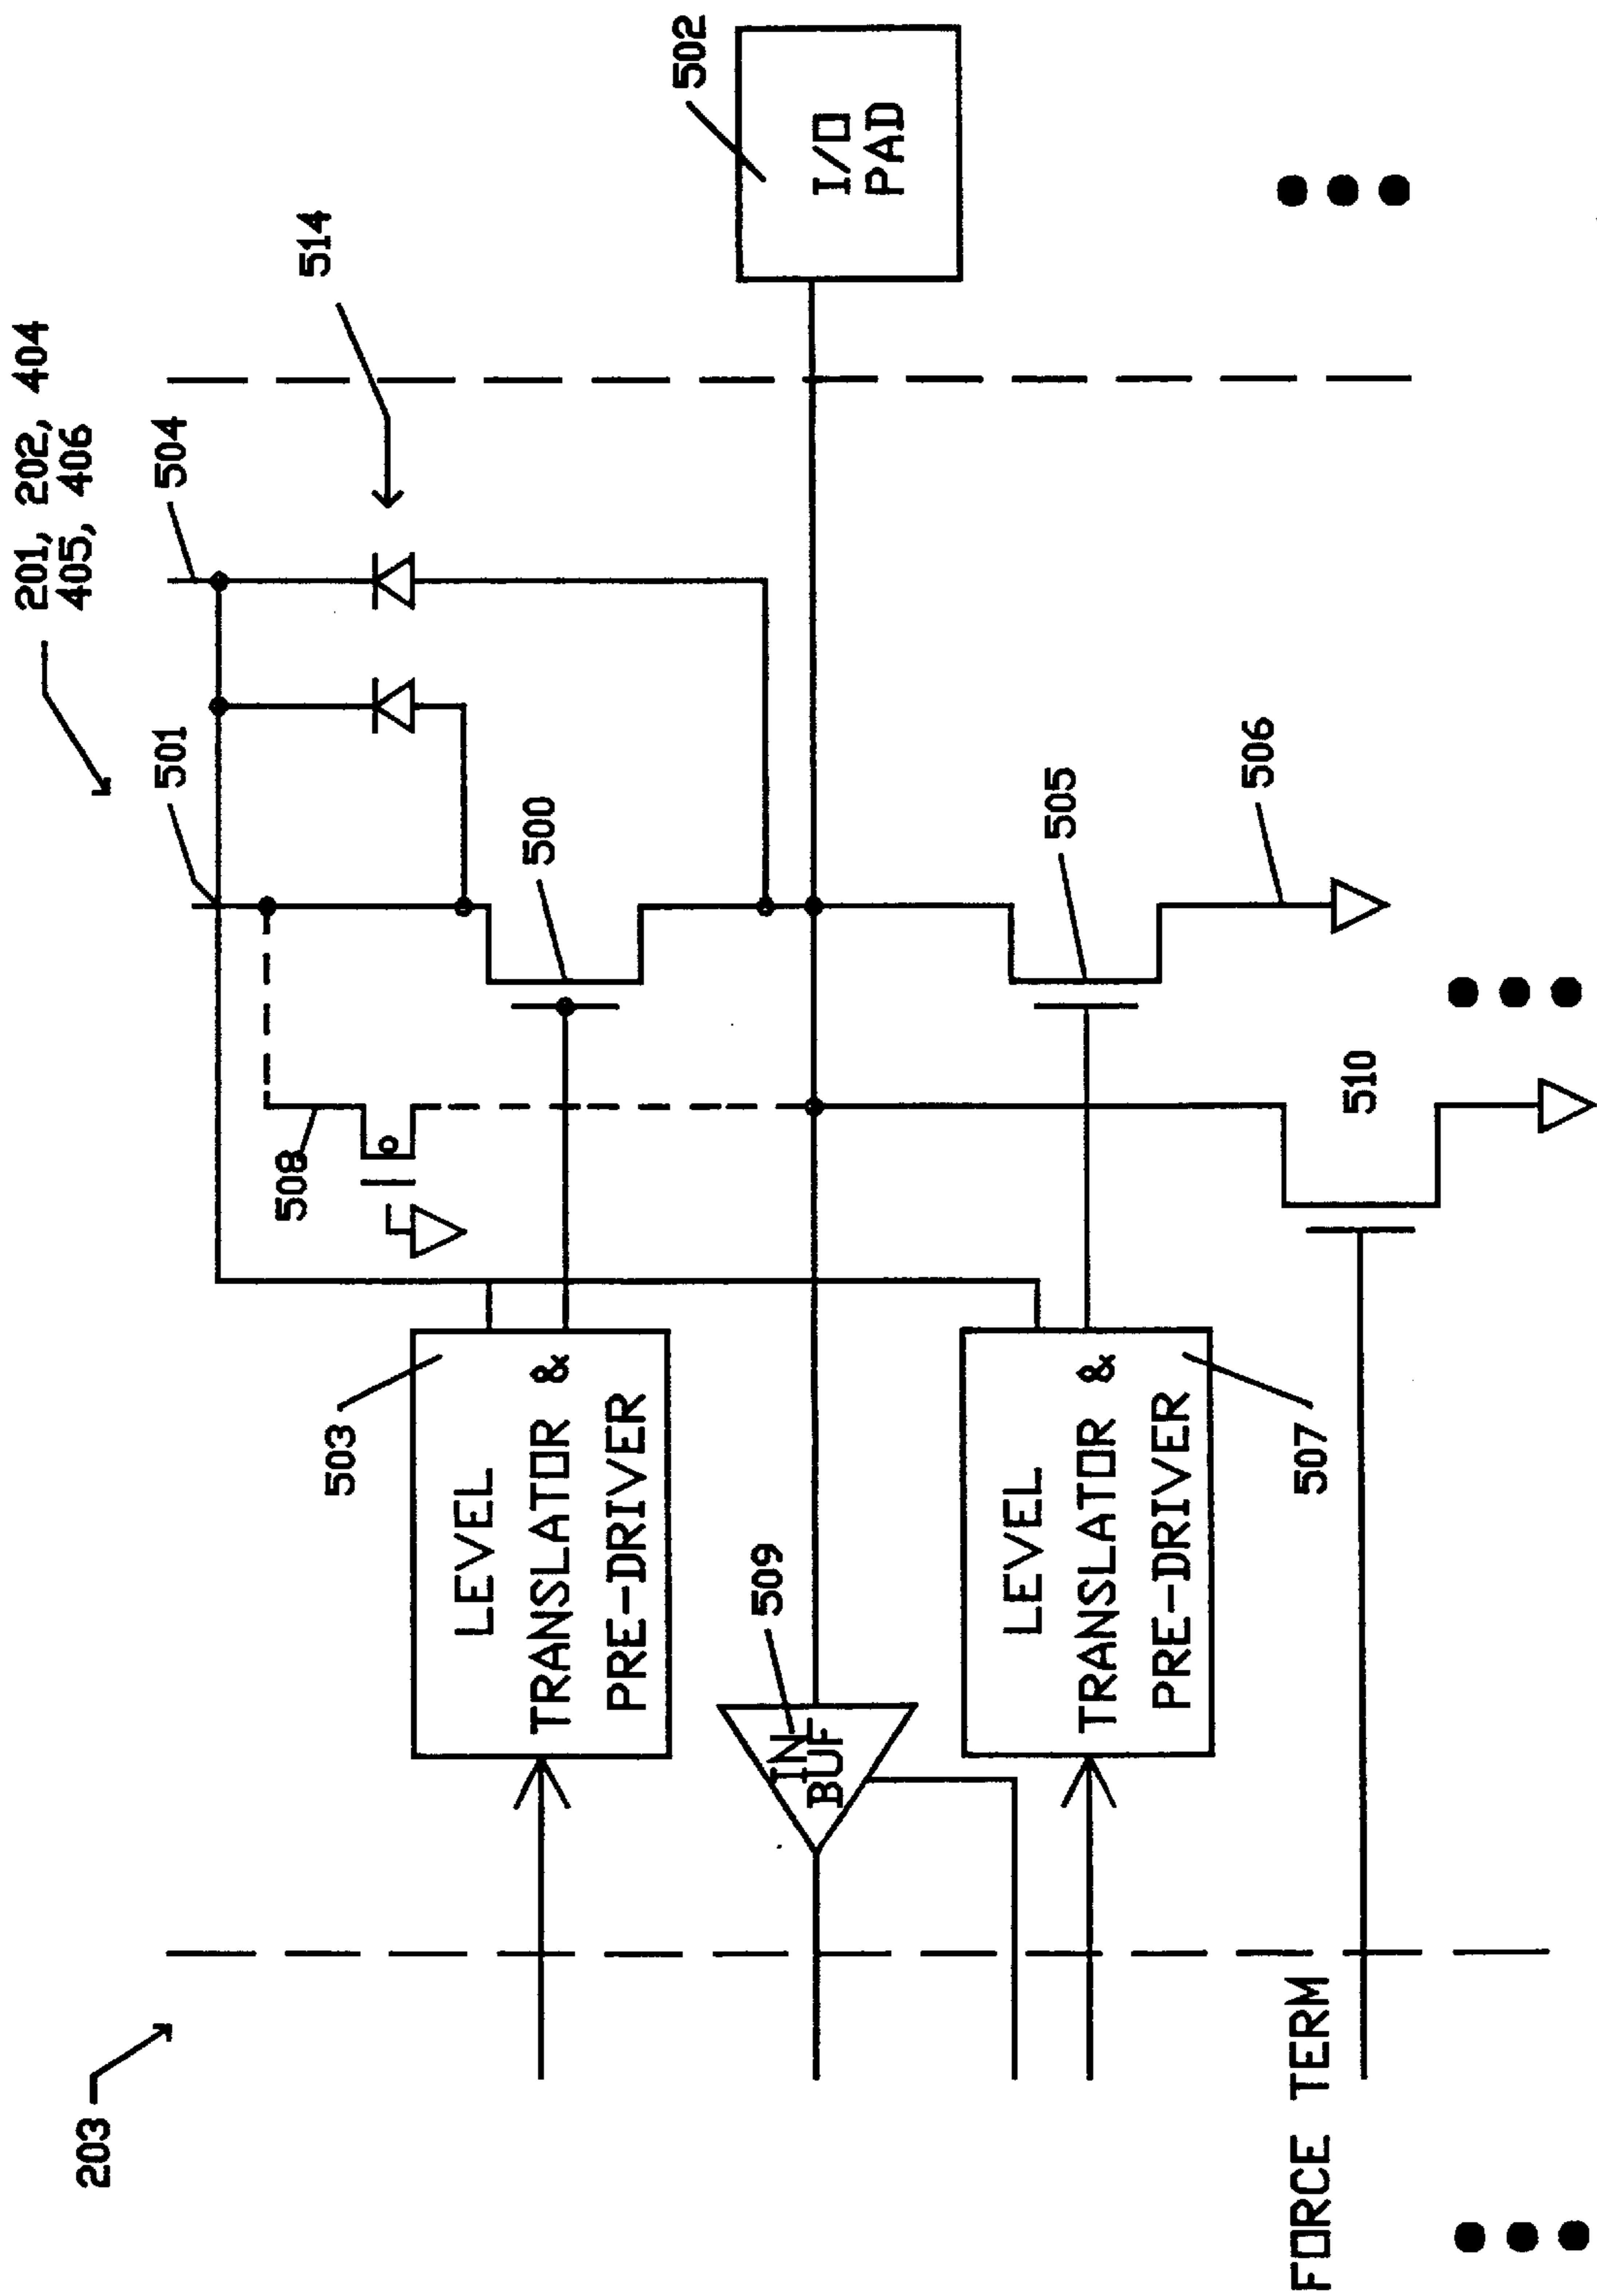 203
201, 202, 404
405, 406
501
504
514
502
I/O
PAD
508
500
503
LEVEL
TRANSLATOR &
PRE-DRIVER
509
IN
BUF
505
506
510
LEVEL
TRANSLATOR &
PRE-DRIVER
507
FORCE TERM